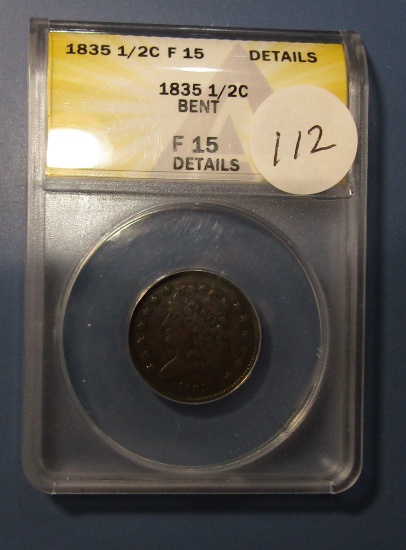 1835 1/2C F 15 DETAILS
1835 1/2C
BENT
F 15
DETAILS
112